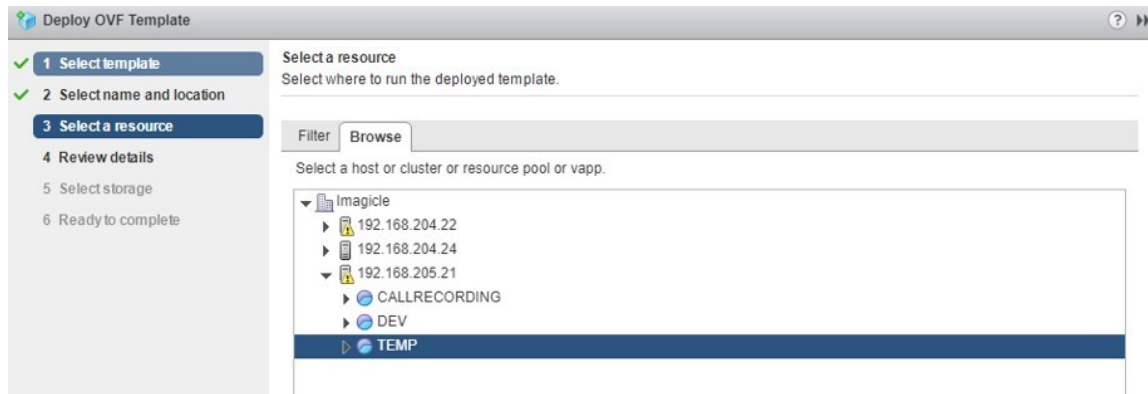 Deploy OVF Template
1 Select template
2 Select name and location
3 Select a resource
4 Review details
5 Select storage
6 Ready to complete
Select a resource
Select where to run the deployed template.
Filter Browse
Select a host or cluster or resource pool or vapp.
Imagicle
192.168.204.22
192.168.204.24
192.168.205.21
CALLRECORDING
DEV
TEMP